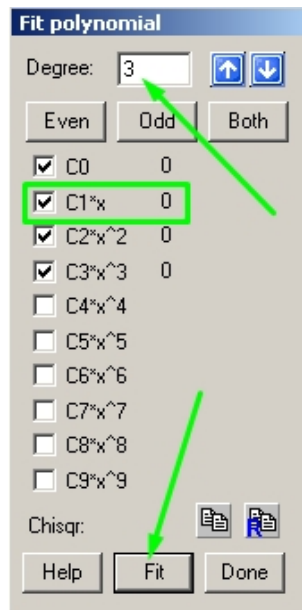 Fit polynomial
Degree: 3
Even Odd Both
C0 0
C1*x 0
C2*x^2 0
C3*x^3 0
C4*x^4
C5*x^5
C6*x^6
C7*x^7
C8*x^8
C9*x^9
Chisqr:
R
Help Fit Done